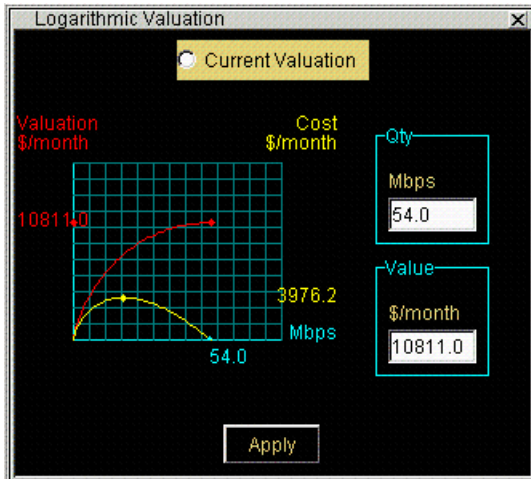 Logarithmic Valuation
Current Valuation
Valuation
$/month
Cost
$/month
10811.0
3976.2
Mbps
54.0
Qty
Mbps
54.0
Value
$/month
10811.0
Apply